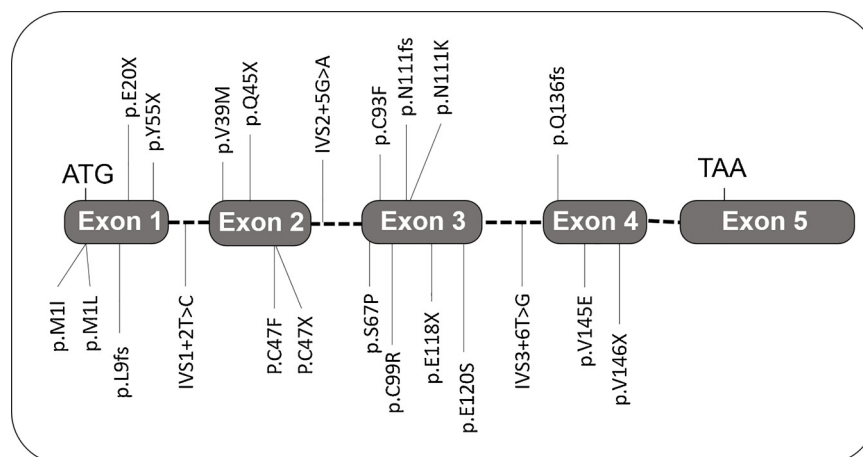 p.E20X
p.Y55X
p.V39M
p.Q45X
IVS2+5G>A
p.C93F
p.N111fs
p.N111K
p.Q136fs
ATG
TAA
Exon 1
Exon 2
Exon 3
Exon 4
Exon 5
p.M1I
p.M1L
p.L9fs
IVS1+2T>C
P.C47F
P.C47X
p.S67P
p.C99R
p.E118X
p.E120S
IVS3+6T>G
p.V145E
p.V146X